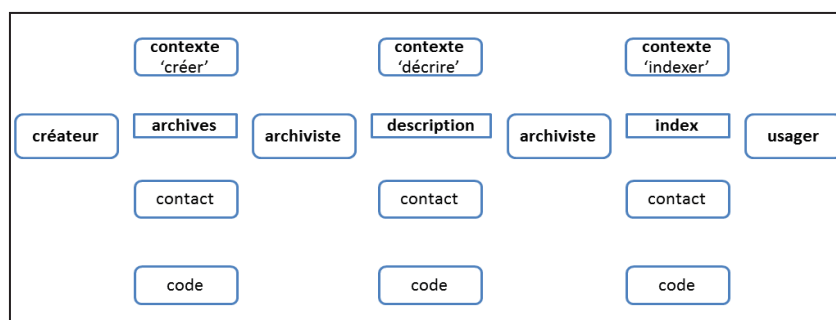 contexte contexte contexte
‘créer’ ‘décrire’ ‘indexer’
créateur archives archiviste description archiviste index usager
contact contact contact
code code code